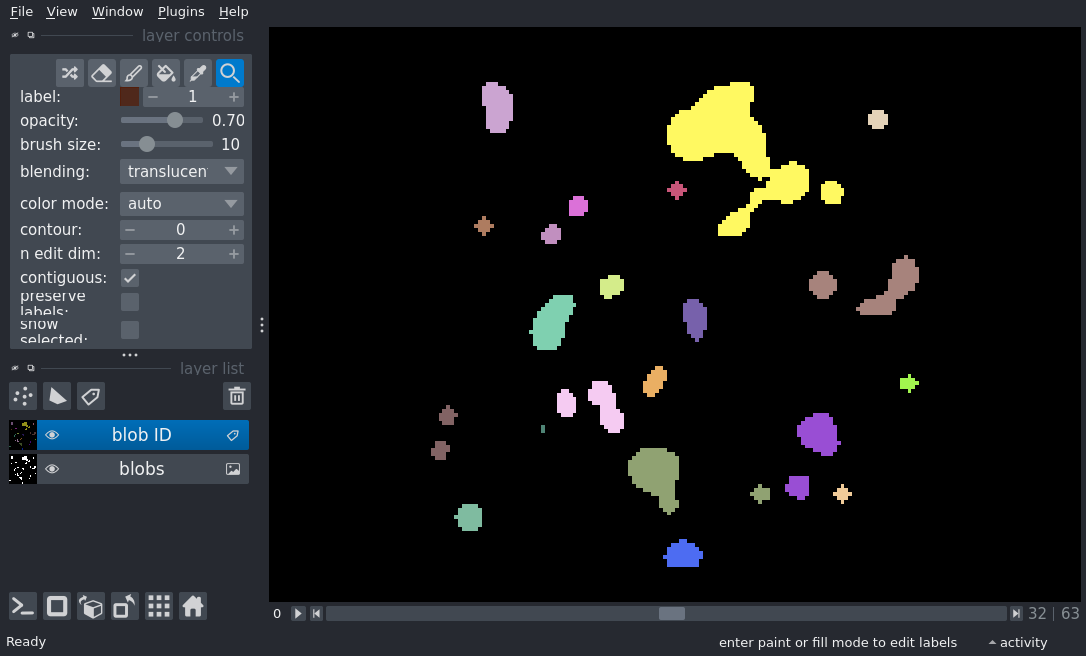 File View Window Plugins Help
layer controls
label: 1
opacity: 0.70
brush size: 10
blending: translucen
color mode: auto
contour: 0
n edit dim: 2
contiguous:
preserve
labels:
show
selected:
layer list
blob ID
blobs
0 32 | 63
Ready enter paint or fill mode to edit labels activity